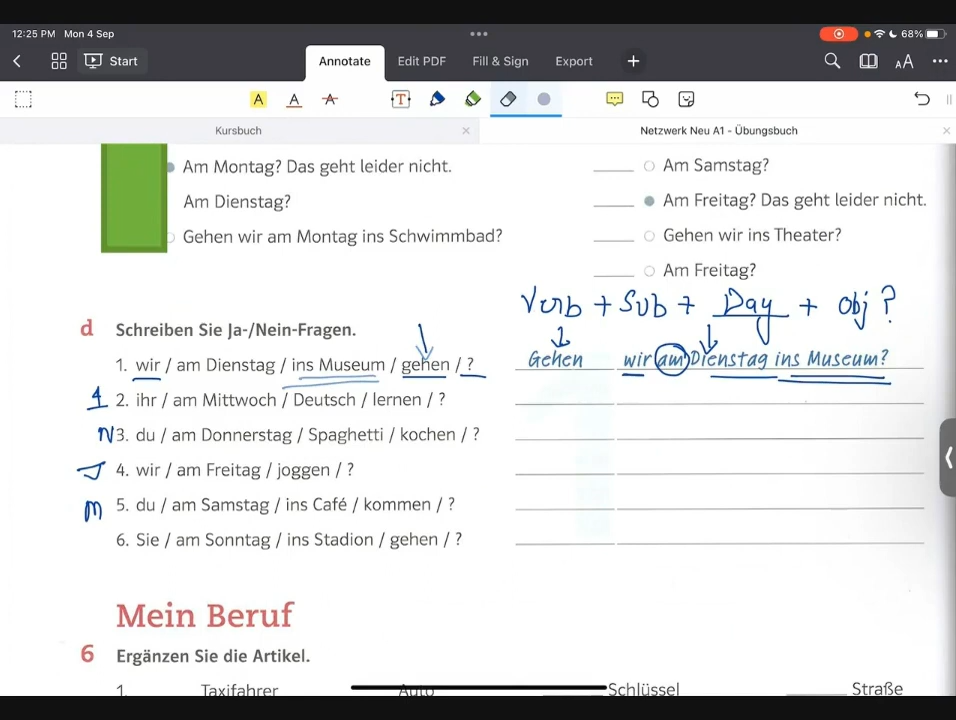 12:25 PM Mon 4 Sep 68%
Start Annotate Edit PDF Fill & Sign Export + AA
A A A T
Kursbuch × Netzwerk Neu A1 - Übungsbuch ×
Am Montag? Das geht leider nicht.
Am Dienstag?
Gehen wir am Montag ins Schwimmbad?
Am Samstag?
Am Freitag? Das geht leider nicht.
Gehen wir ins Theater?
Am Freitag?
Verb + Sub + Day + Obj ?
d Schreiben Sie Ja-/Nein-Fragen.
1. wir / am Dienstag / ins Museum / gehen / ? Gehen wir am Dienstag ins Museum?
2. ihr / am Mittwoch / Deutsch / lernen / ?
N 3. du / am Donnerstag / Spaghetti / kochen / ?
J 4. wir / am Freitag / joggen / ?
M 5. du / am Samstag / ins Café / kommen / ?
6. Sie / am Sonntag / ins Stadion / gehen / ?
Mein Beruf
6 Ergänzen Sie die Artikel.
1. Taxifahrer Auto Schlüssel Straße